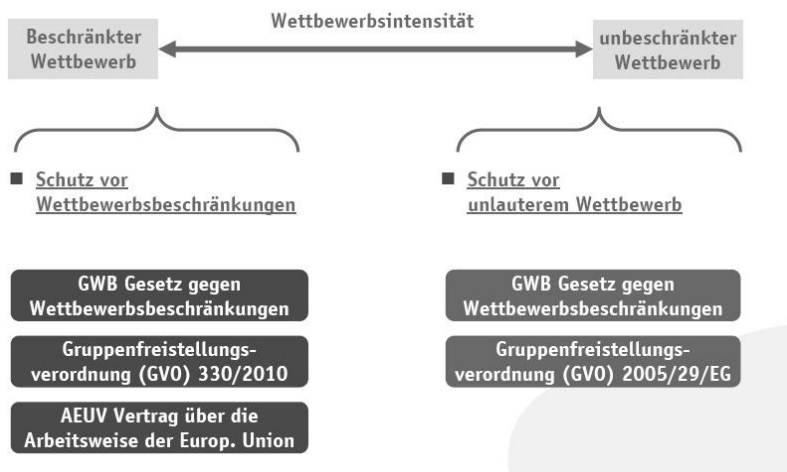 Wettbewerbsintensität
Beschränkter
Wettbewerb
unbeschränkter
Wettbewerb
■ Schutz vor
Wettbewerbsbeschränkungen
■ Schutz vor
unlauterem Wettbewerb
GWB Gesetz gegen
Wettbewerbsbeschränkungen
Gruppenfreistellungs-
verordnung (GVO) 330/2010
AEUV Vertrag über die
Arbeitsweise der Europ. Union
GWB Gesetz gegen
Wettbewerbsbeschränkungen
Gruppenfreistellungs-
verordnung (GVO) 2005/29/EG